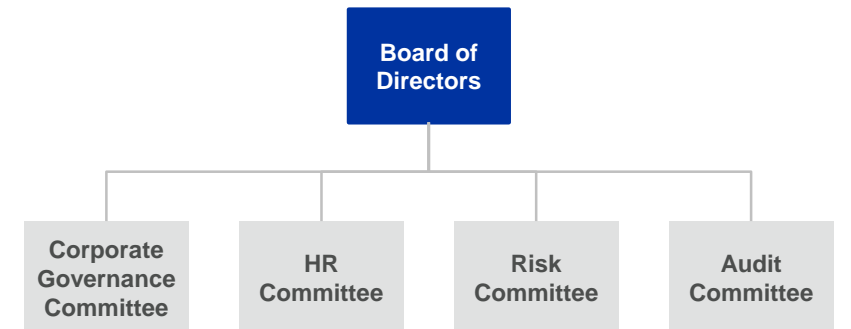 Board of
Directors
Corporate
Governance
Committee
HR
Committee
Risk
Committee
Audit
Committee